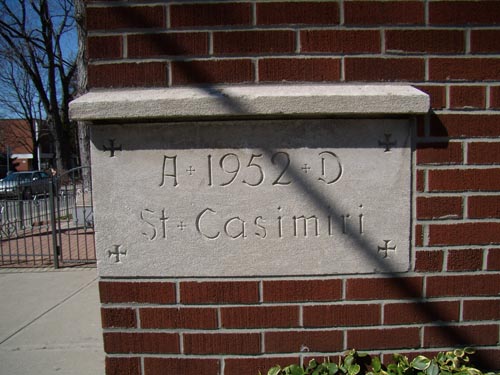 A + 1952 + D
St + Casimiri